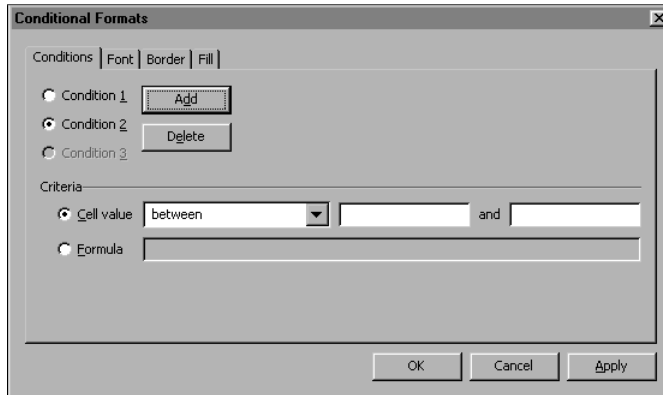 Conditional Formats
Conditions Font Border Fill
Condition 1 Add
Condition 2
Delete
Condition 3
Criteria
Cell value between and
Formula
OK Cancel Apply